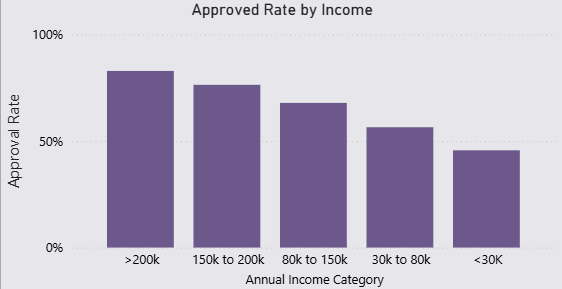 Approved Rate by Income
100%
50%
0%
Approval Rate
>200k 150k to 200k 80k to 150k 30k to 80k <30K
Annual Income Category